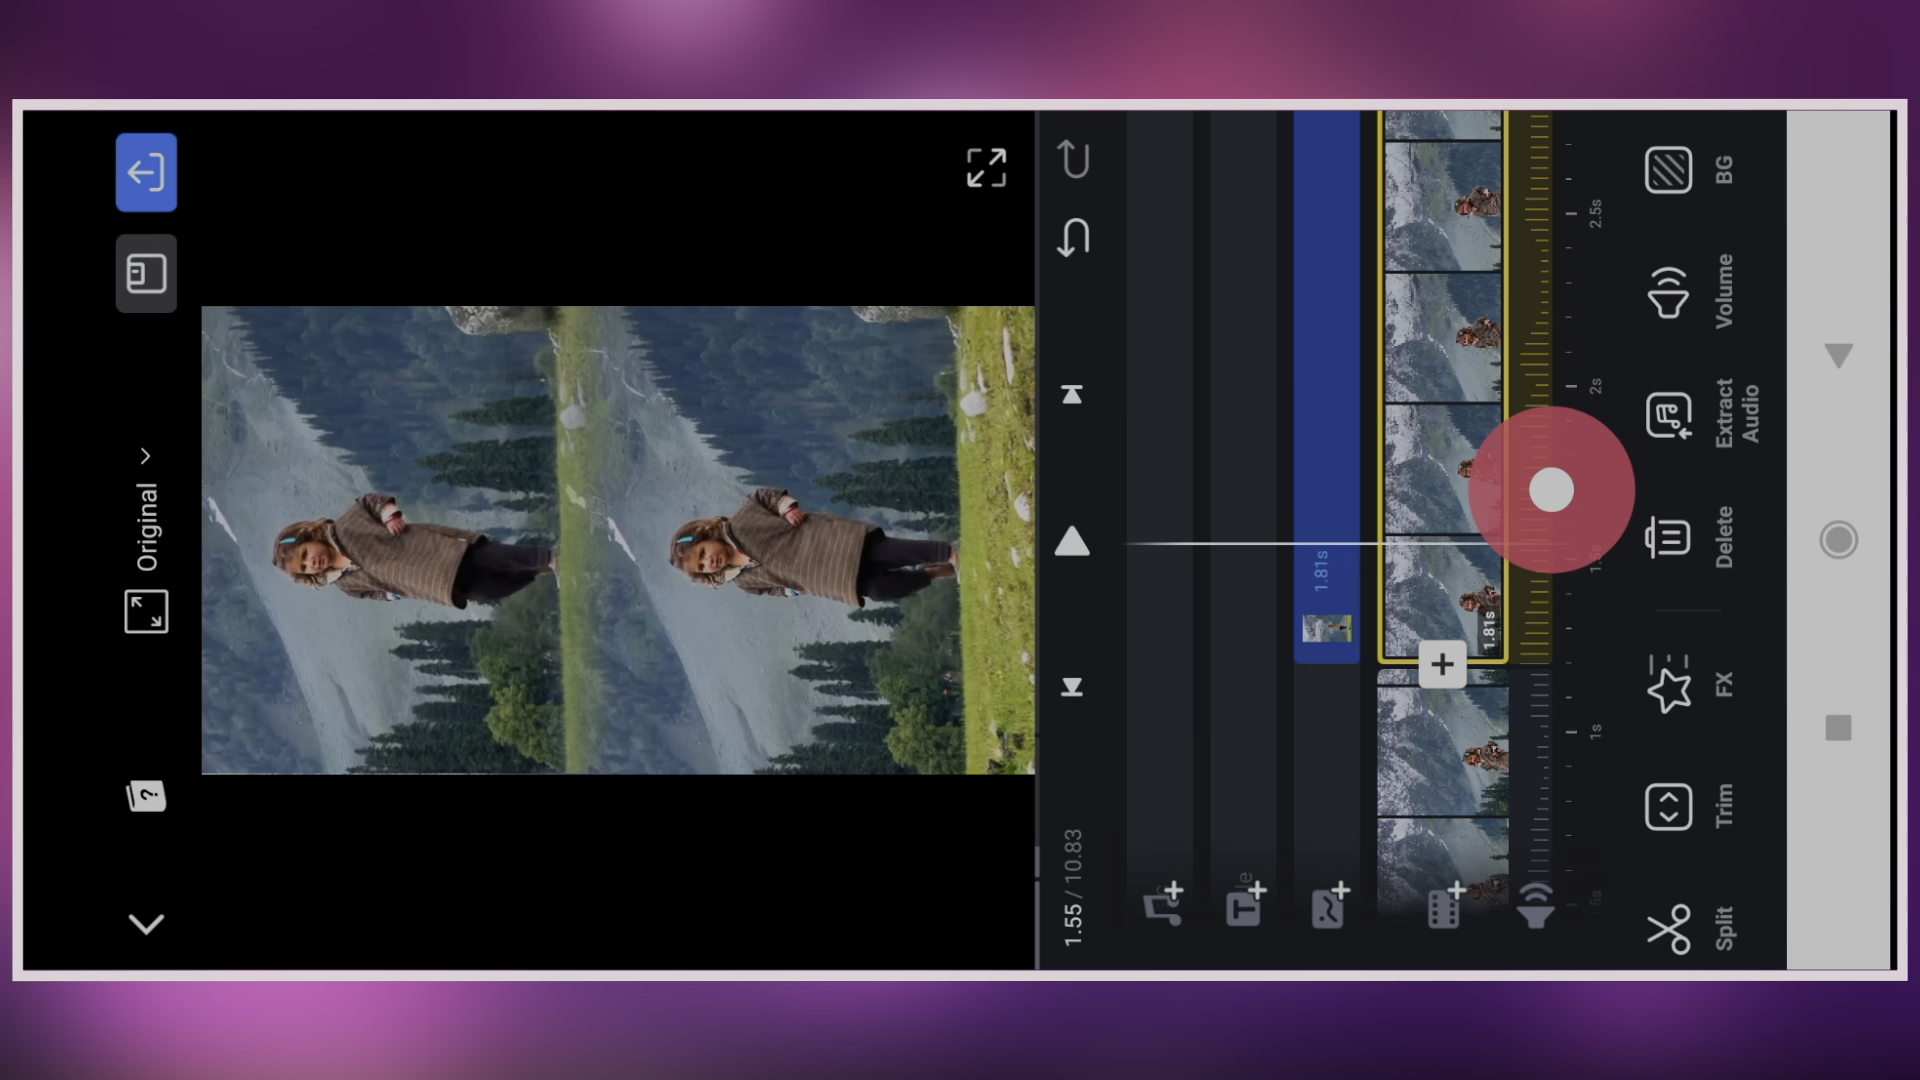 Original
1.55 / 10.83
1.81s
1.81s
le
1s
2s
2.5s
Split
Trim
FX
Delete
Extract
Audio
Volume
BG